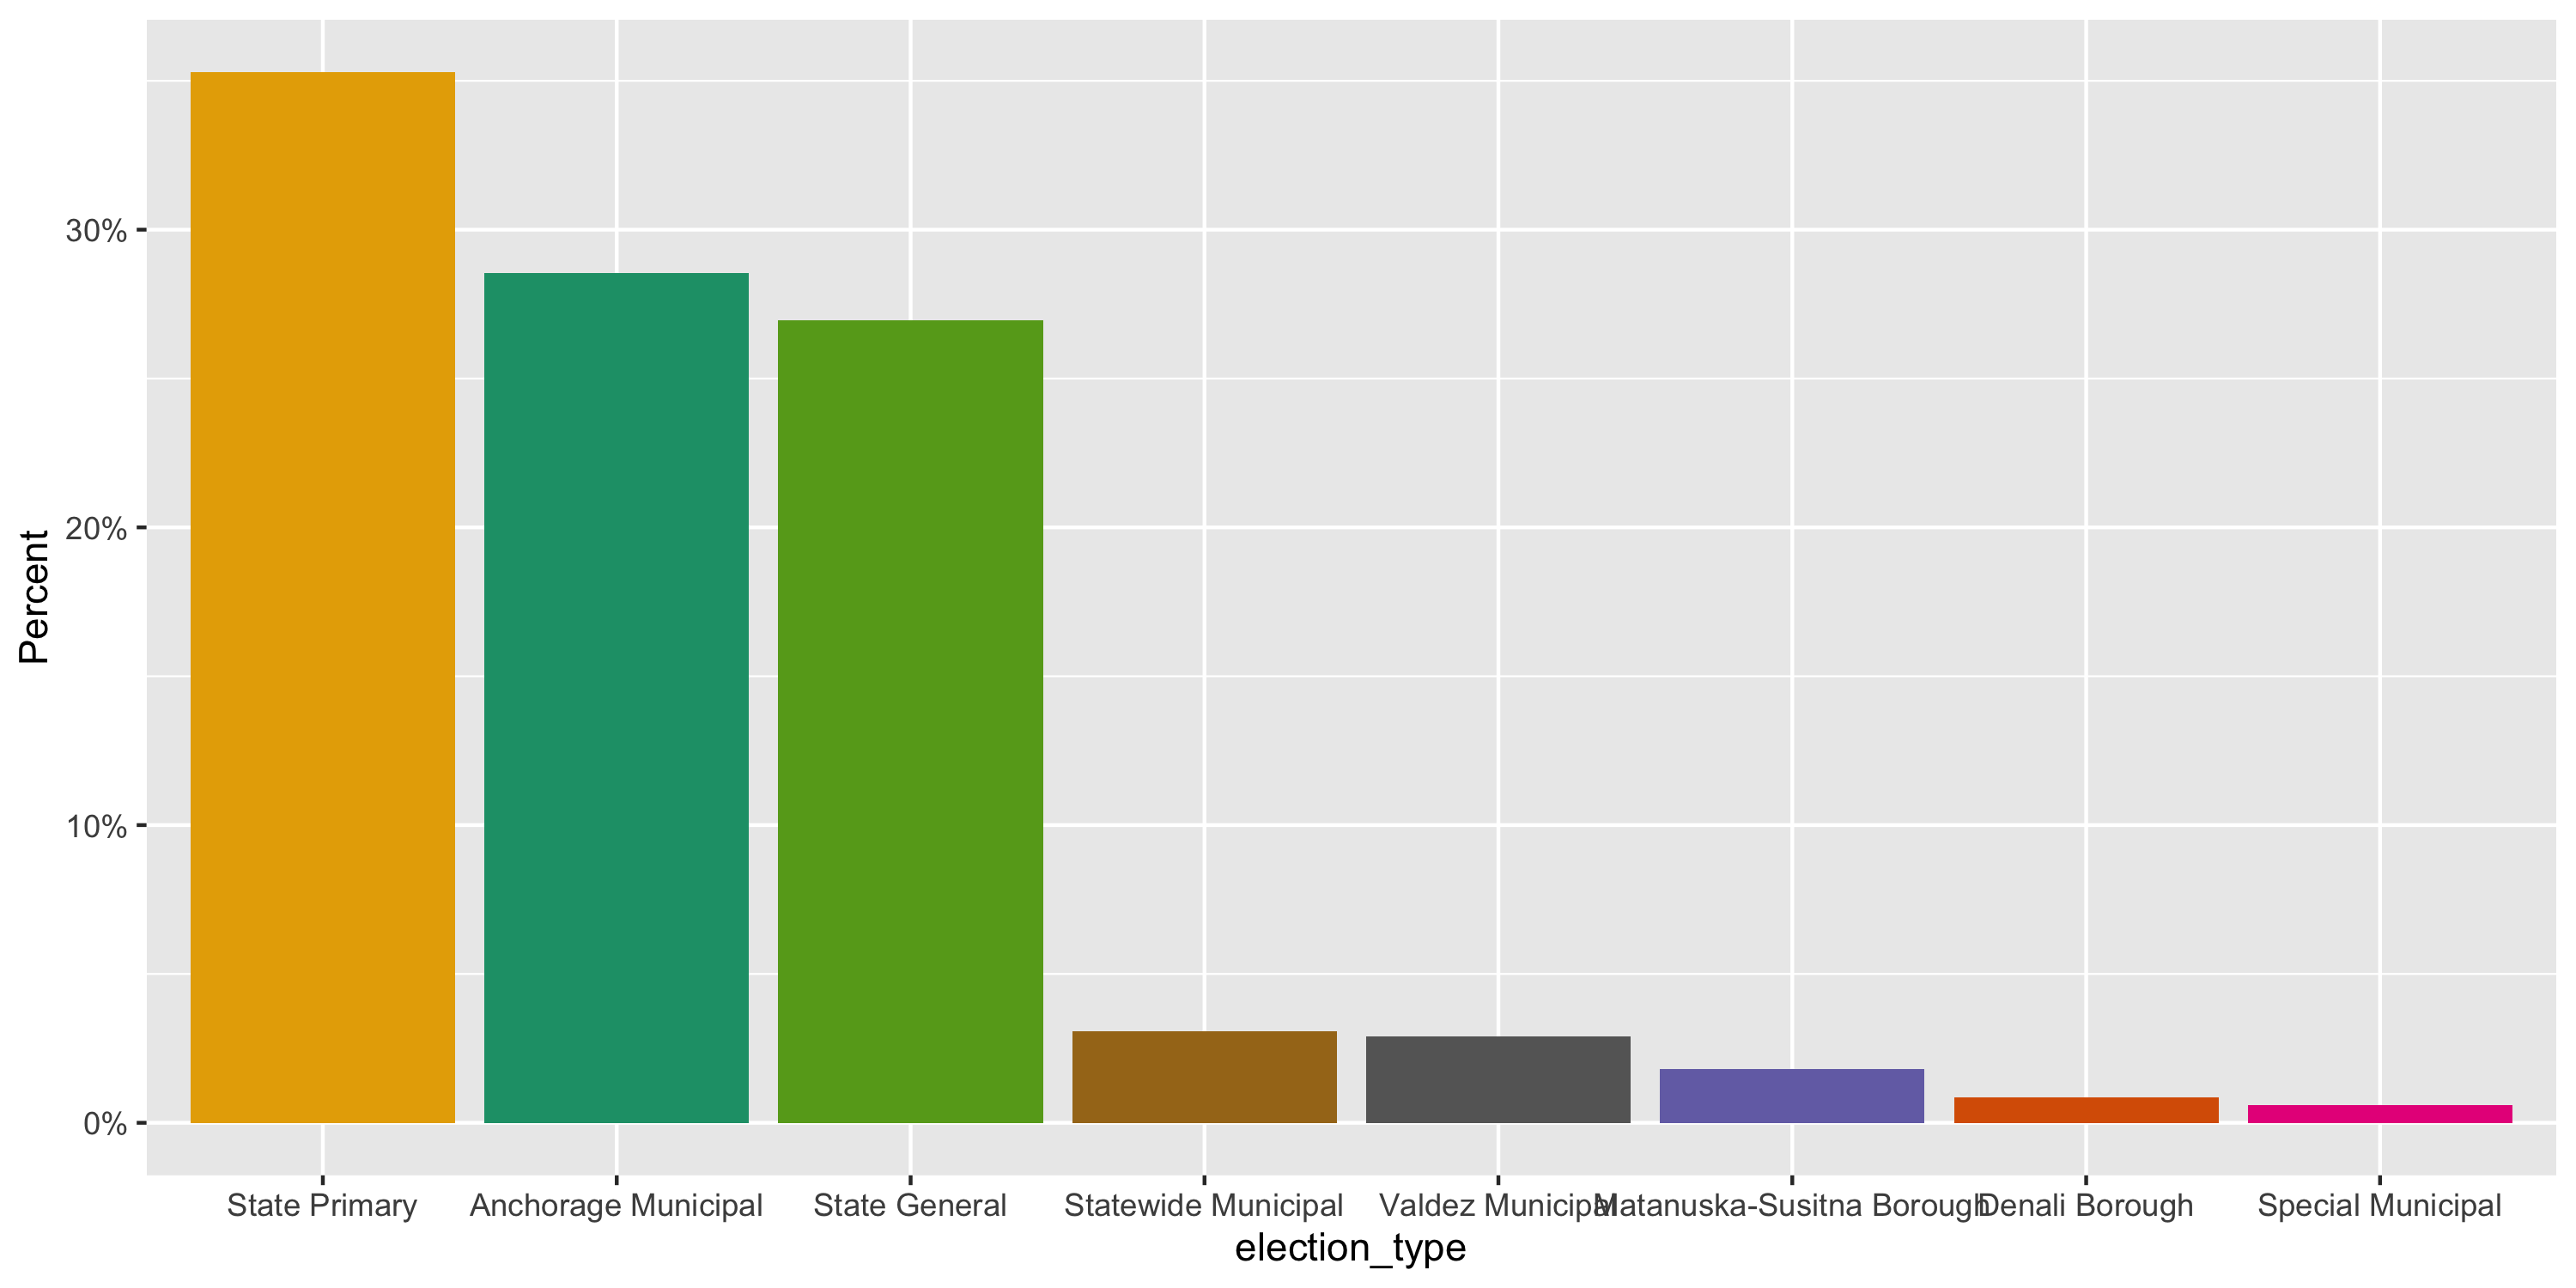 30%
20%
10%
0%
Percent
State Primary
Anchorage Municipal
State General
Statewide Municipal
Valdez Municipal
Matanuska-Susitna Borough
Denali Borough
Special Municipal
election_type